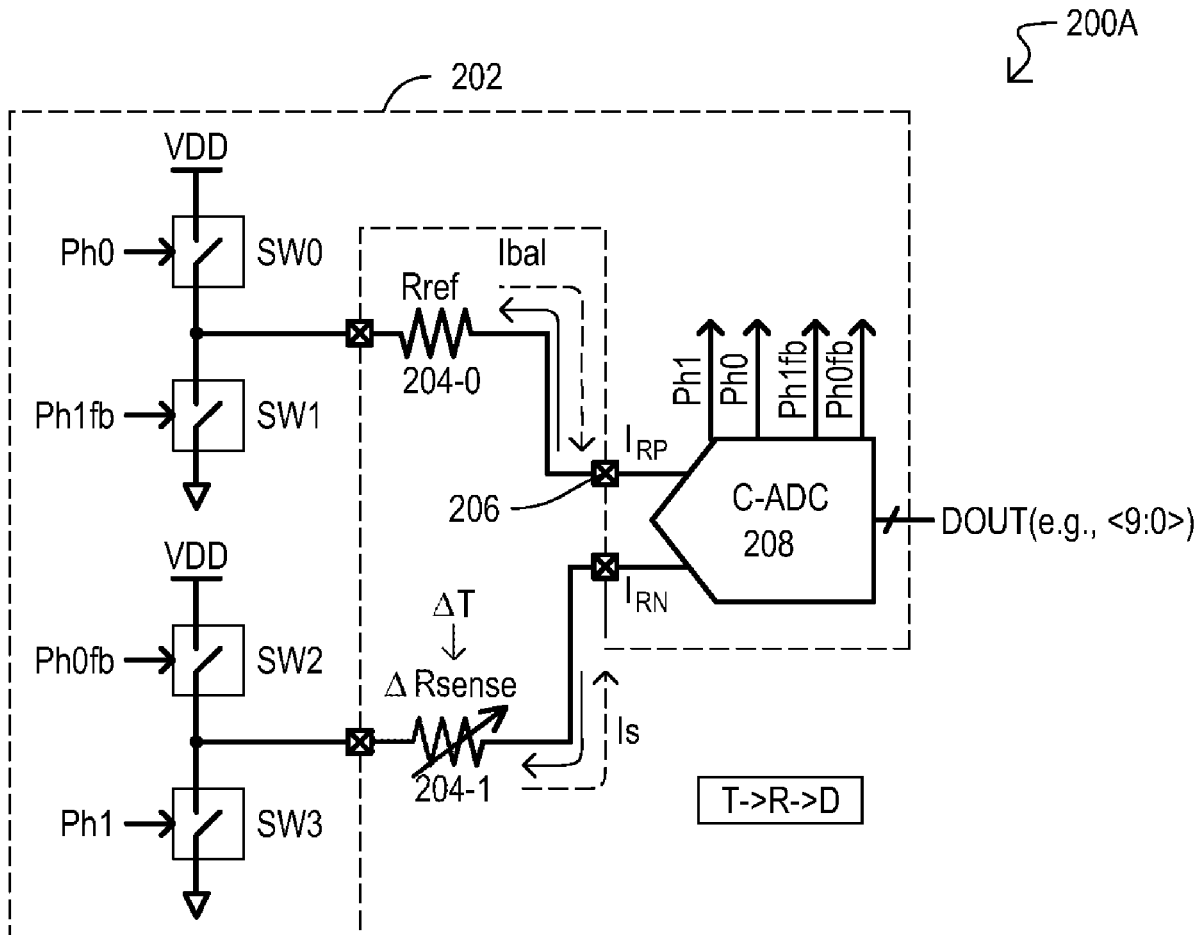 200A
202
VDD
Ph0
SW0
Ibal
Rref
204-0
Ph1fb
SW1
Ph1
Ph0
Ph1fb
Ph0fb
IRP
206
C-ADC
208
DOUT(e.g., <9:0>)
VDD
IRN
ΔT
Ph0fb
SW2
Δ Rsense
Is
204-1
T->R->D
Ph1
SW3